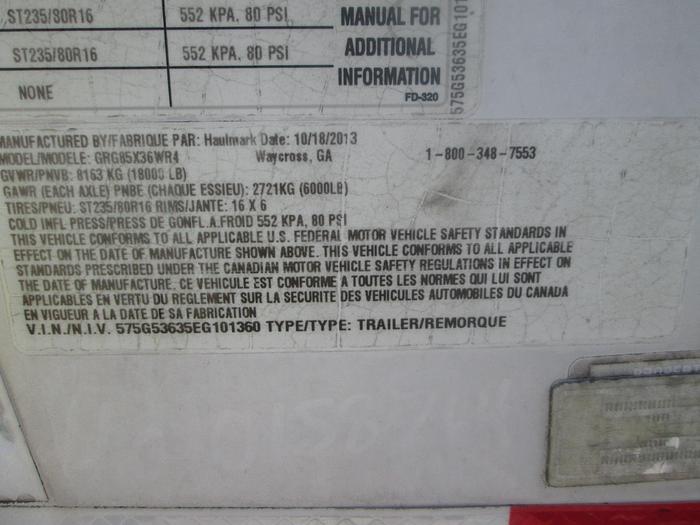 ST235/80R16 552 KPA, 80 PSI MANUAL FOR
ADDITIONAL
ST235/80R16 552 KPA, 80 PSI
INFORMATION
NONE
FD-320
575G53635EG101
MANUFACTURED BY/FABRIQUE PAR: Haulmark Date: 10/18/2013
MODEL/MODELE: GRG85X36WR4 Waycross, GA 1-800-348-7553
GVWR/PNVB: 8163 KG (18000 LB)
GAWR (EACH AXLE) PNBE (CHAQUE ESSIEU): 2721KG (6000LB)
TIRES/PNEU: ST235/80R16 RIMS/JANTE: 16 X 6
COLD INFL PRESS/PRESS DE GONFL.A.FROID 552 KPA, 80 PSI
THIS VEHICLE CONFORMS TO ALL APPLICABLE U.S. FEDERAL MOTOR VEHICLE SAFETY STANDARDS IN
EFFECT ON THE DATE OF MANUFACTURE SHOWN ABOVE. THIS VEHICLE CONFORMS TO ALL APPLICABLE
STANDARDS PRESCRIBED UNDER THE CANADIAN MOTOR VEHICLE SAFETY REGULATIONS IN EFFECT ON
THE DATE OF MANUFACTURE. CE VEHICULE EST CONFORME A TOUTES LES NORMES QUI LUI SONT
APPLICABLES EN VERTU DU REGLEMENT SUR LA SECURITE DES VEHICULES AUTOMOBILES DU CANADA
EN VIGUEUR A LA DATE DE SA FABRICATION
V.I.N./N.I.V. 575G53635EG101360 TYPE/TYPE: TRAILER/REMORQUE